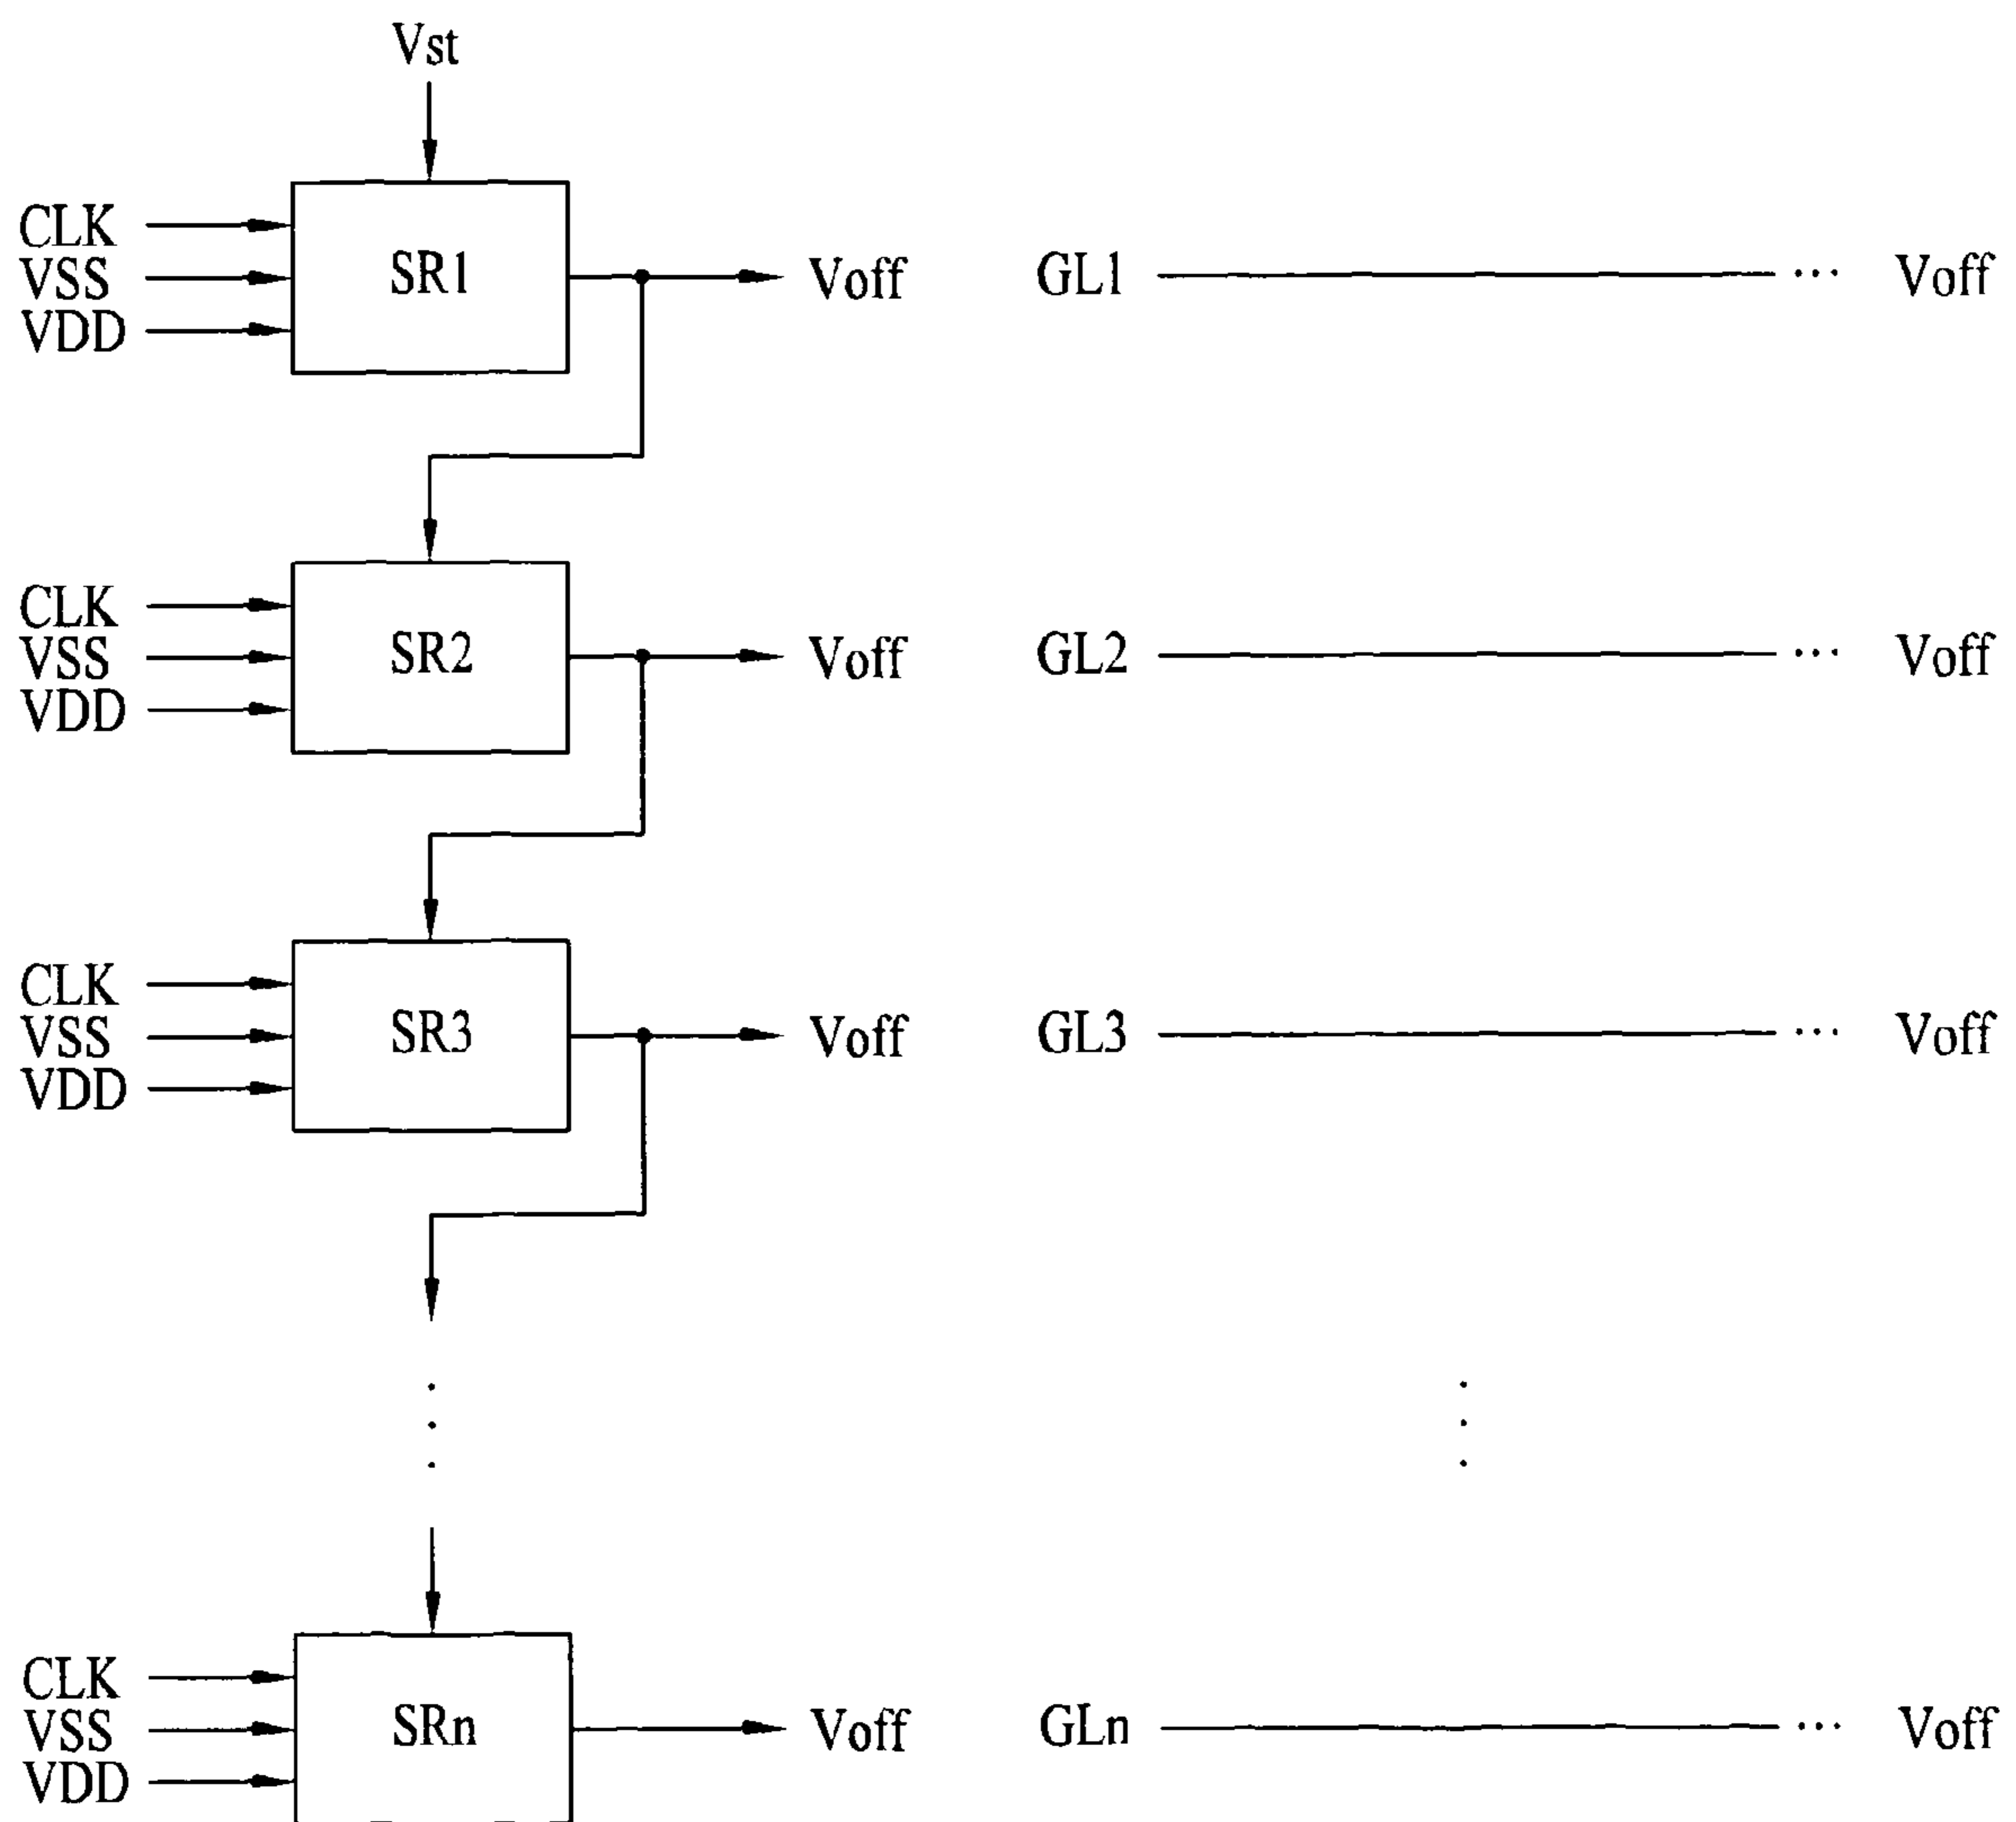 Vst
CLK
VSS
VDD
SR1
Voff
GL1 ... Voff
CLK
VSS
VDD
SR2
Voff
GL2 ... Voff
CLK
VSS
VDD
SR3
Voff
GL3 ... Voff
CLK
VSS
VDD
SRn
Voff
GLn ... Voff